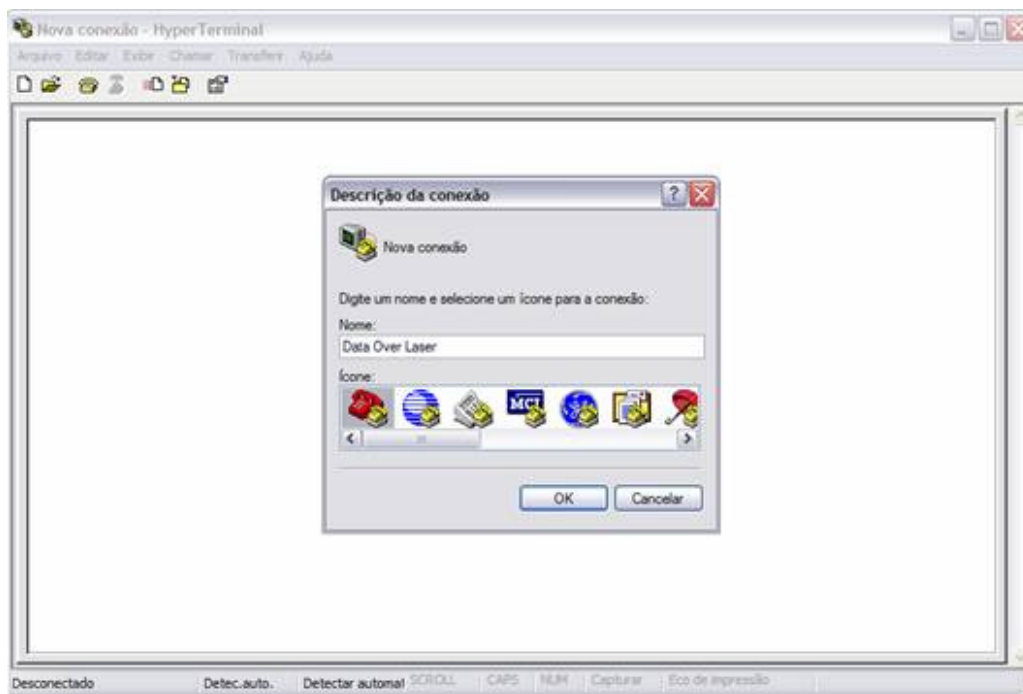 Nova conexão - HyperTerminal
Arquivo Editar Exibir Chamar Transferir Ajuda
Descrição da conexão
Nova conexão
Digite um nome e selecione um ícone para a conexão:
Nome:
Data Over Laser
Ícone:
MCI
OK Cancelar
Desconectado Detec.auto. Detectar automat SCROLL CAPS NUM Capturar Eco de impressão